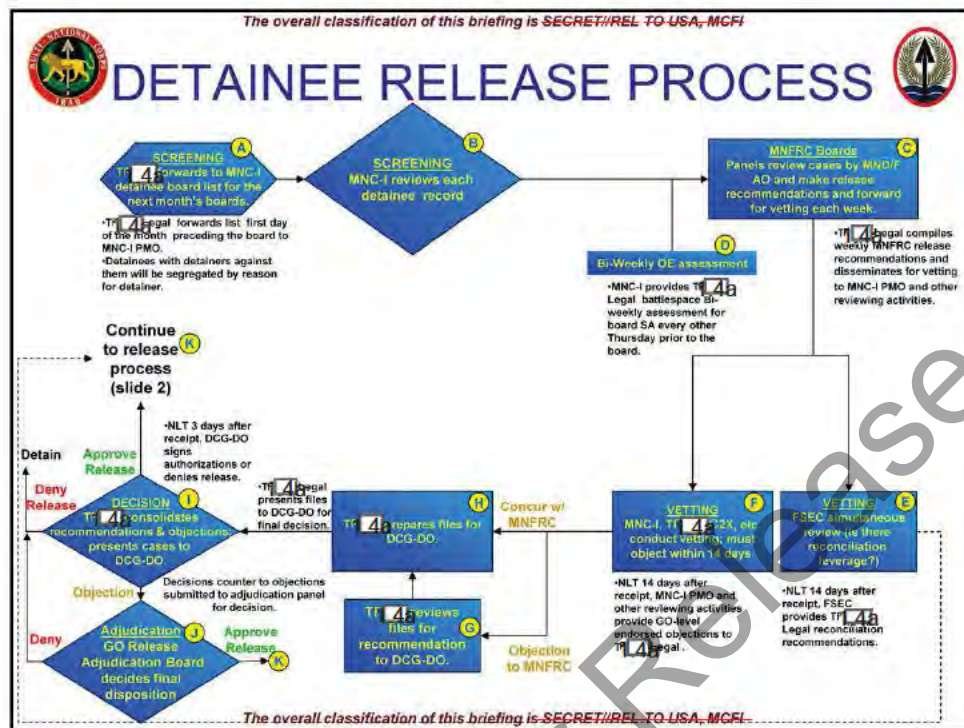 The overall classification of this briefing is SECRET//REL TO USA, MCFI
MULTI-NATIONAL CORPS
IRAQ
DETAINEE RELEASE PROCESS
A
SCREENING
TF 4a forwards to MNC-I
detainee board list for the
next month's boards.
•TF 4a Legal forwards list first day
of the month preceding the board to
MNC-I PMO.
•Detainees with detainers against
them will be segregated by reason
for detainer.
B
SCREENING
MNC-I reviews each
detainee record
C
MNFRC Boards
Panels review cases by MND/F
AO and make release
recommendations and forward
for vetting each week.
•TF 4a Legal compiles
weekly MNFRC release
recommendations and
disseminates for vetting
to MNC-I PMO and other
reviewing activities.
D
Bi-Weekly OE assessment
•MNC-I provides TF 4a
Legal battlespace Bi-
weekly assessment for
board SA every other
Thursday prior to the
board.
Continue
to release K
process
(slide 2)
•NLT 3 days after
receipt, DCG-DO
signs
authorizations or
denies release.
Detain
Approve
Release
Deny
Release
I
DECISION
TF 4a consolidates
recommendations & objections;
presents cases to
DCG-DO.
•TF 4a Legal
presents files
to DCG-DO for
final decision.
H
TF 4a prepares files for
DCG-DO.
Concur w/
MNFRC
F
VETTING
MNC-I, TF 4a C2X, etc
conduct vetting; must
object within 14 days
E
VETTING
FSEC simultaneous
review (is there
reconciliation
leverage?)
Objection
Decisions counter to objections
submitted to adjudication panel
for decision.
G
TF 4a reviews
files for
recommendation
to DCG-DO.
•NLT 14 days after
receipt, MNC-I PMO and
other reviewing activities
provide GO-level
endorsed objections to
TF 4a Legal.
•NLT 14 days after
receipt, FSEC
provides TF 4a
Legal reconciliation
recommendations.
Deny
J
Adjudication
GO Release
Adjudication Board
decides final
disposition
Approve
Release
K
Objection
to MNFRC
Release
The overall classification of this briefing is SECRET//REL TO USA, MCFI